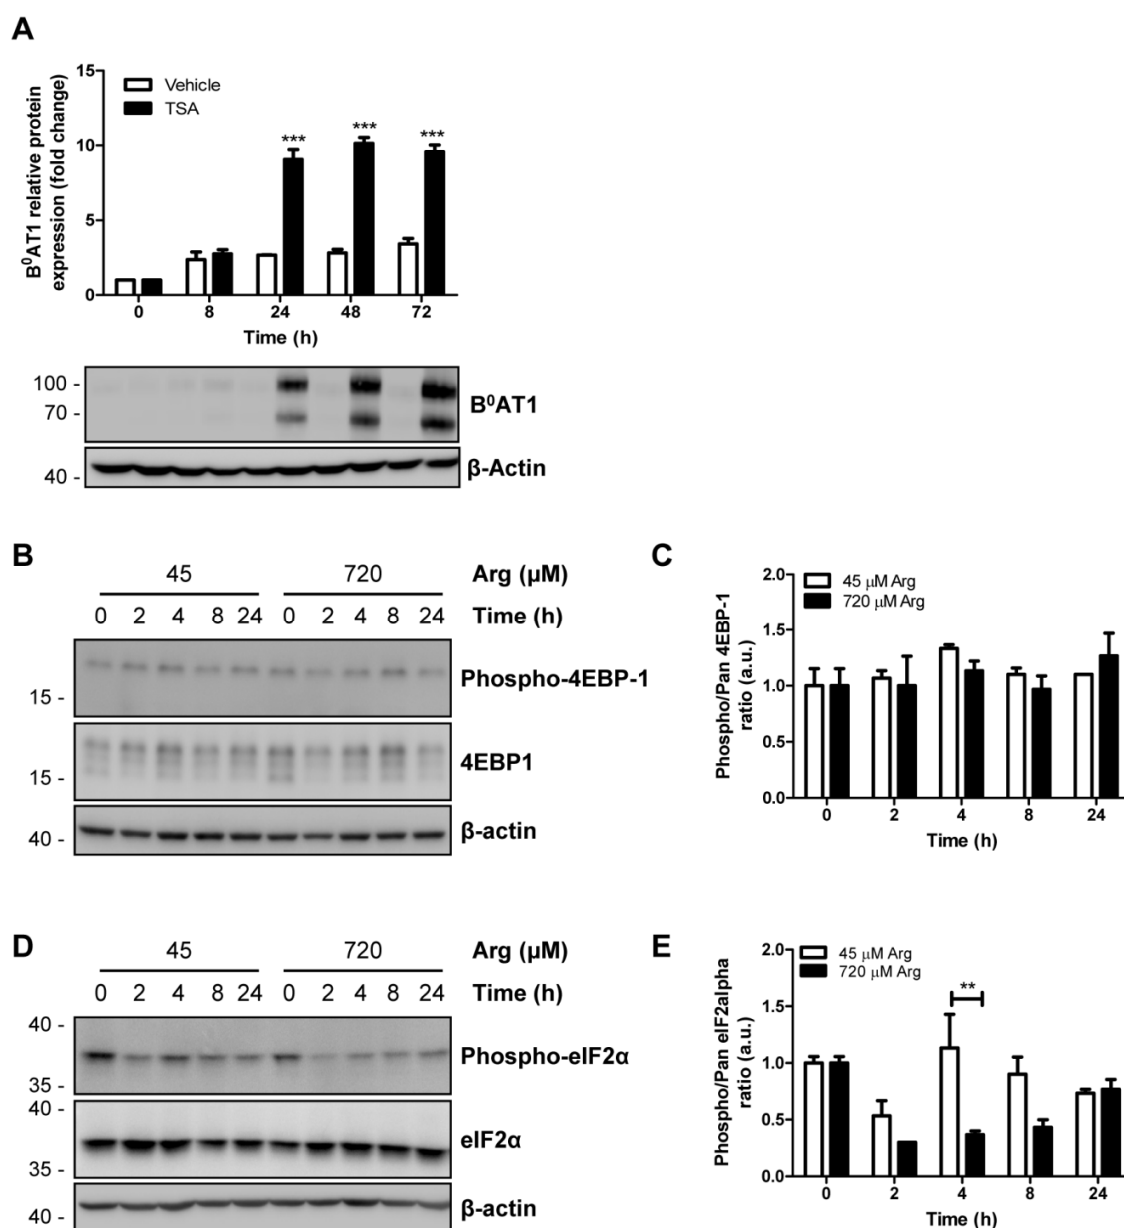 A
B⁰AT1 relative protein
expression (fold change)
15
10
5
0
Vehicle
TSA
*** *** ***
0 8 24 48 72
Time (h)
100 -
70 -
B⁰AT1
40 -
β-Actin
B
45 720 Arg (μM)
0 2 4 8 24 0 2 4 8 24 Time (h)
Phospho-4EBP-1
15 -
4EBP1
15 -
β-actin
40 -
C
Phospho/Pan 4EBP-1
ratio (a.u.)
2.0
1.5
1.0
0.5
0.0
45 μM Arg
720 μM Arg
0 2 4 8 24
Time (h)
D
45 720 Arg (μM)
0 2 4 8 24 0 2 4 8 24 Time (h)
40 -
Phospho-eIF2α
35 -
40 -
eIF2α
35 -
β-actin
40 -
E
Phospho/Pan eIF2alpha
ratio (a.u.)
2.0
1.5
1.0
0.5
0.0
45 μM Arg
720 μM Arg
**
0 2 4 8 24
Time (h)